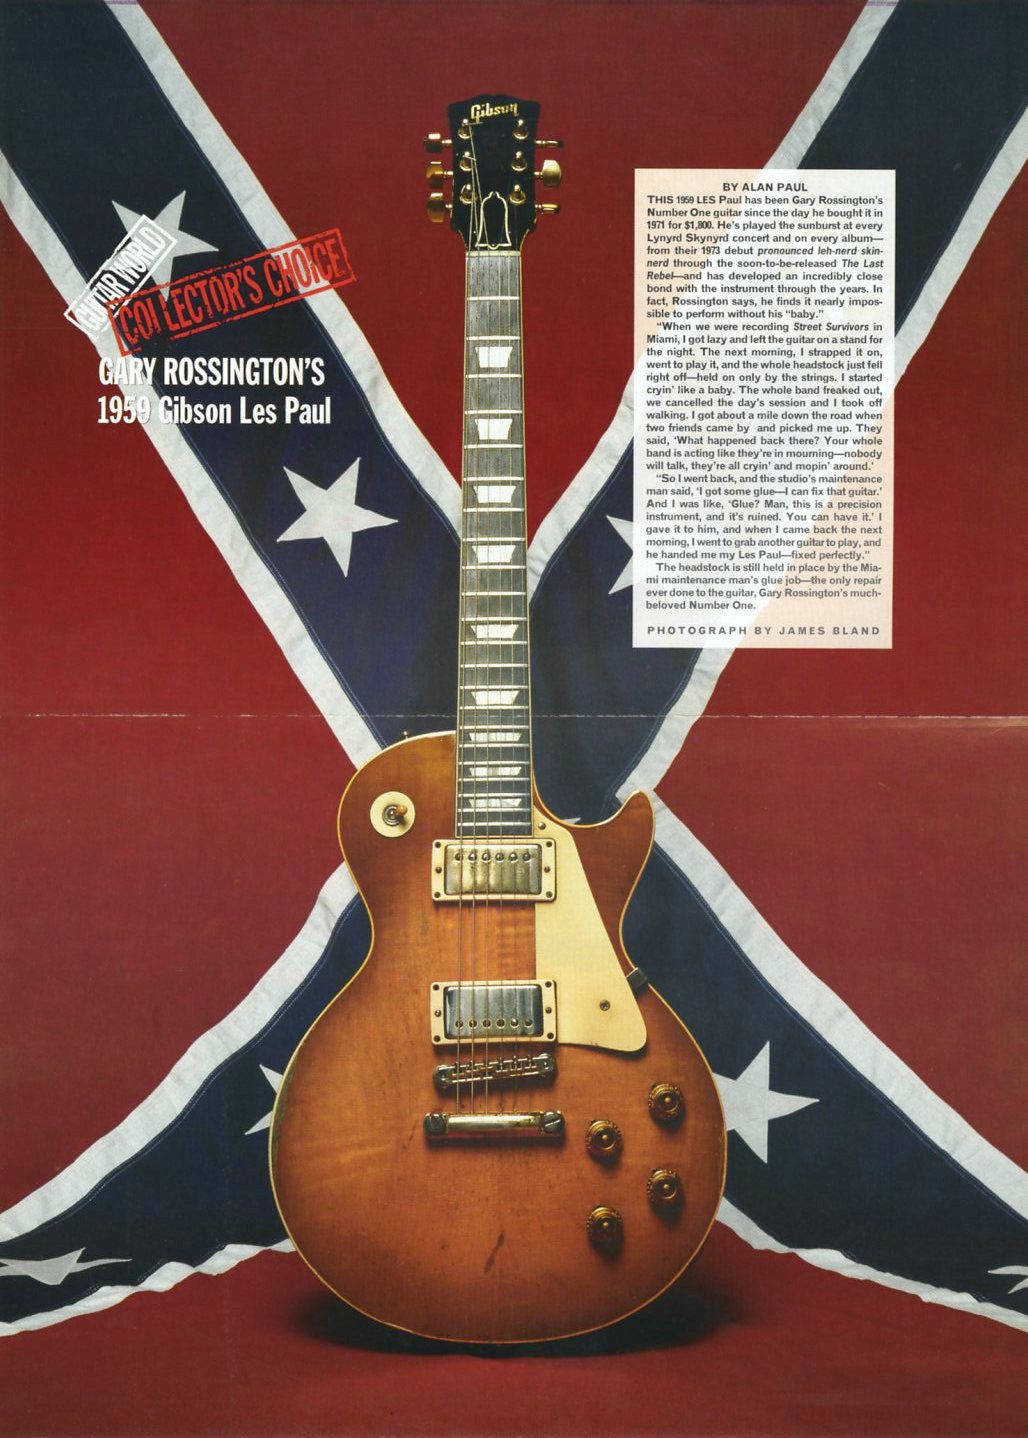 Gibson
GUITAR WORLD
COLLECTOR'S CHOICE
GARY ROSSINGTON'S
1959 Gibson Les Paul
BY ALAN PAUL
THIS 1959 LES Paul has been Gary Rossington's
Number One guitar since the day he bought it in
1971 for $1,800. He's played the sunburst at every
Lynyrd Skynyrd concert and on every album—
from their 1973 debut pronounced leh-nerd skin-
nerd through the soon-to-be-released The Last
Rebel—and has developed an incredibly close
bond with the instrument through the years. In
fact, Rossington says, he finds it nearly impos-
sible to perform without his "baby."
"When we were recording Street Survivors in
Miami, I got lazy and left the guitar on a stand for
the night. The next morning, I strapped it on,
went to play it, and the whole headstock just fell
right off—held on only by the strings. I started
cryin' like a baby. The whole band freaked out,
we cancelled the day's session and I took off
walking. I got about a mile down the road when
two friends came by and picked me up. They
said, 'What happened back there? Your whole
band is acting like they're in mourning—nobody
will talk, they're all cryin' and mopin' around.'
"So I went back, and the studio's maintenance
man said, 'I got some glue—I can fix that guitar.'
And I was like, 'Glue? Man, this is a precision
instrument, and it's ruined. You can have it.' I
gave it to him, and when I came back the next
morning, I went to grab another guitar to play, and
he handed me my Les Paul—fixed perfectly."
The headstock is still held in place by the Mia-
mi maintenance man's glue job—the only repair
ever done to the guitar, Gary Rossington's much-
beloved Number One.
PHOTOGRAPH BY JAMES BLAND